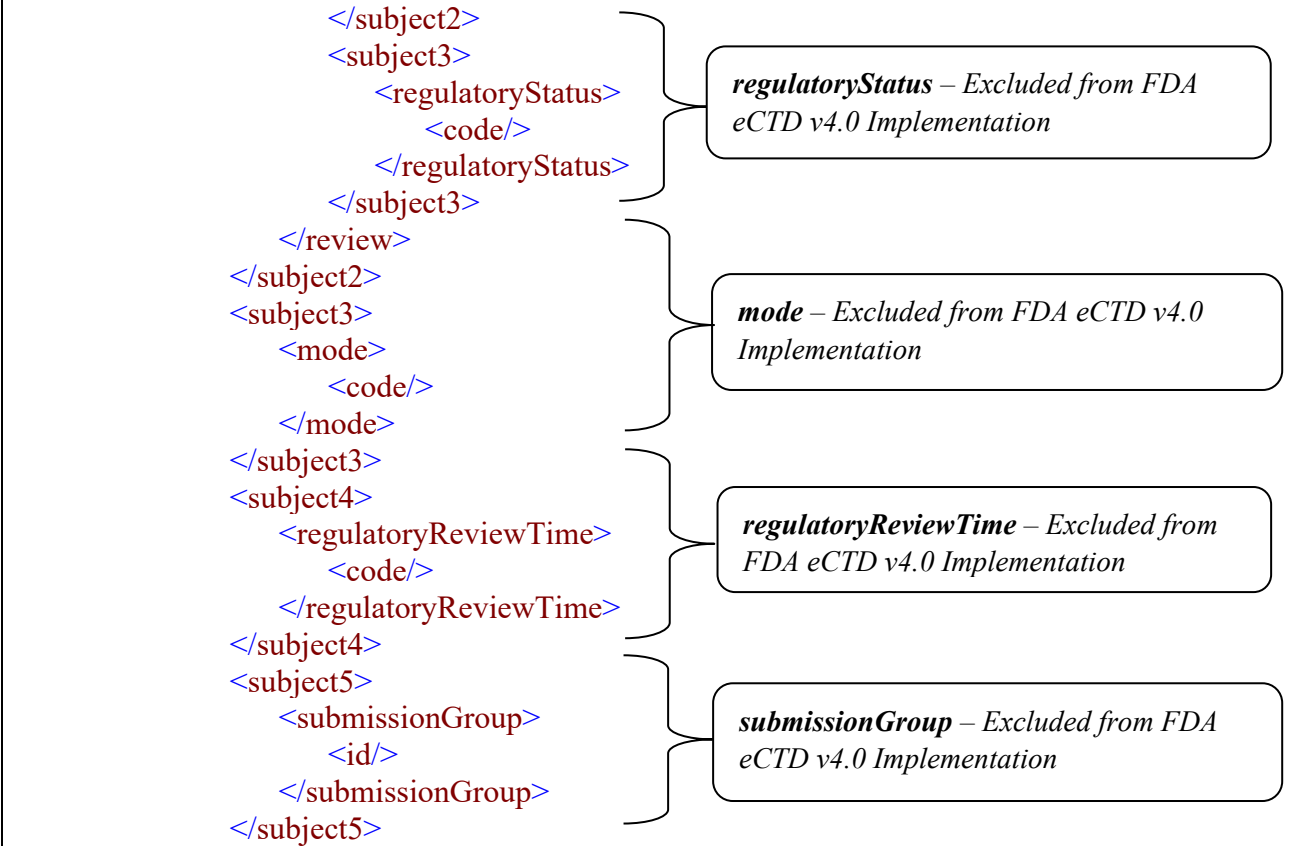 </subject2>
<subject3>
<regulatoryStatus>
<code/>
</regulatoryStatus>
</subject3>
regulatoryStatus – Excluded from FDA
eCTD v4.0 Implementation
</review>
</subject2>
<subject3>
<mode>
<code/>
</mode>
mode – Excluded from FDA eCTD v4.0
Implementation
</subject3>
<subject4>
<regulatoryReviewTime>
<code/>
</regulatoryReviewTime>
</subject4>
regulatoryReviewTime – Excluded from
FDA eCTD v4.0 Implementation
<subject5>
<submissionGroup>
<id/>
</submissionGroup>
</subject5>
submissionGroup – Excluded from FDA
eCTD v4.0 Implementation